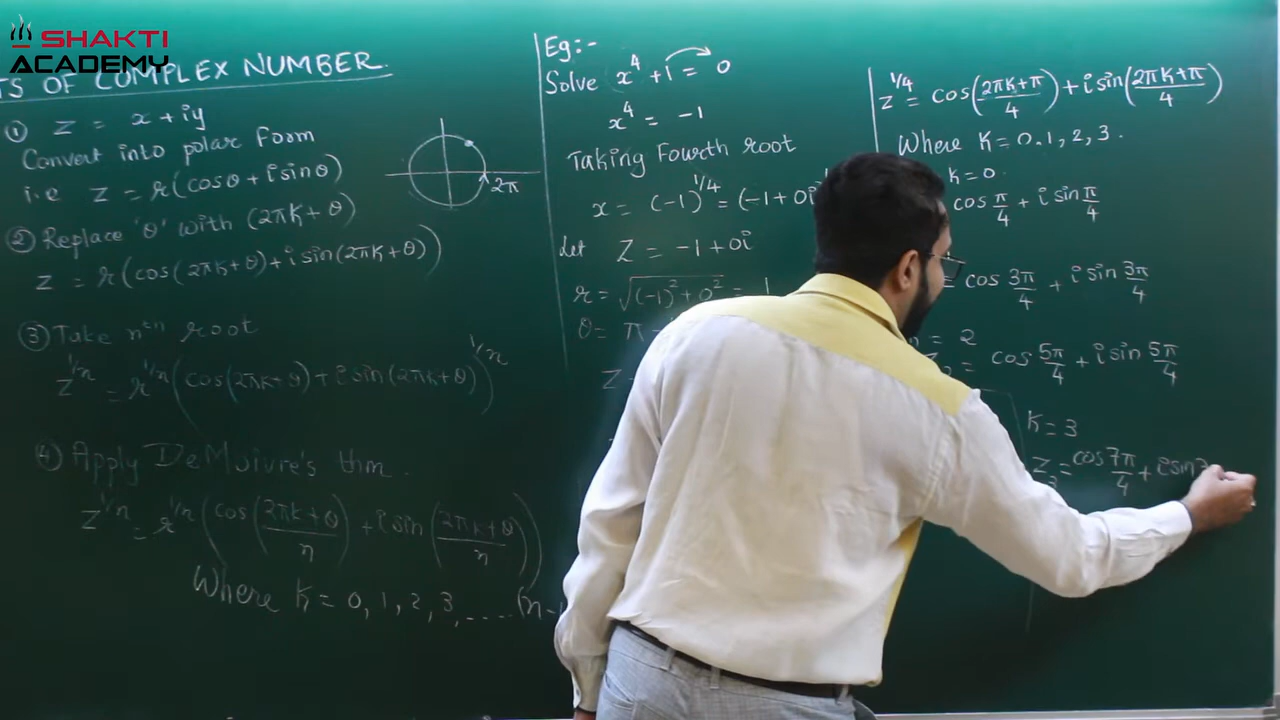 SHAKTI
ACADEMY
TS OF COMPLEX NUMBER.
① z = x + iy
Convert into polar form
i.e z = r(cosθ + i sinθ)
② Replace 'θ' with (2πK + θ)
z = r(cos(2πK+θ) + i sin(2πK+θ))
③ Take nth root
z^1/n = r^1/n (cos(2πK+θ) + i sin(2πK+θ))^1/n
④ Apply DeMoivre's thm.
z^1/n = r^1/n (cos(2πK+θ/n) + i sin(2πK+θ/n))
Where K = 0, 1, 2, 3, ..... (n-
2π
Eg:-
Solve x⁴ + 1 = 0
x⁴ = -1
Taking Fourth root
x = (-1)^1/4 = (-1+0i
Let Z = -1 + 0i
r = √(-1)² + 0² = 1
θ = π
Z
z^1/4 = cos(2πK+π/4) + i sin(2πK+π/4)
Where K = 0, 1, 2, 3.
k = 0
cos π/4 + i sin π/4
= cos 3π/4 + i sin 3π/4
= 2
= cos 5π/4 + i sin 5π/4
K = 3
z₃ = cos 7π/4 + i sin 7